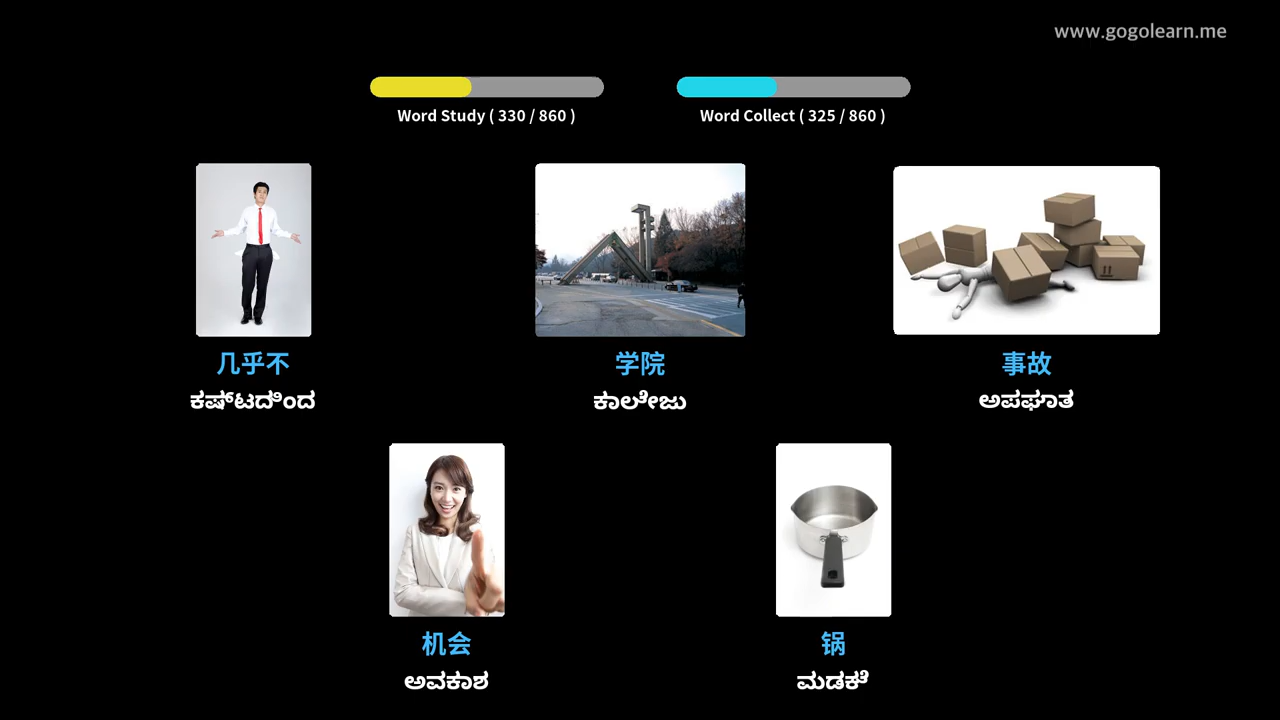 www.gogolearn.me
Word Study ( 330 / 860 )
Word Collect ( 325 / 860 )
几乎不
ಕಷ್ಟದಿಂದ
学院
ಕಾಲೇಜು
事故
ಅಪಘಾತ
机会
ಅವಕಾಶ
锅
ಮಡಕೆ